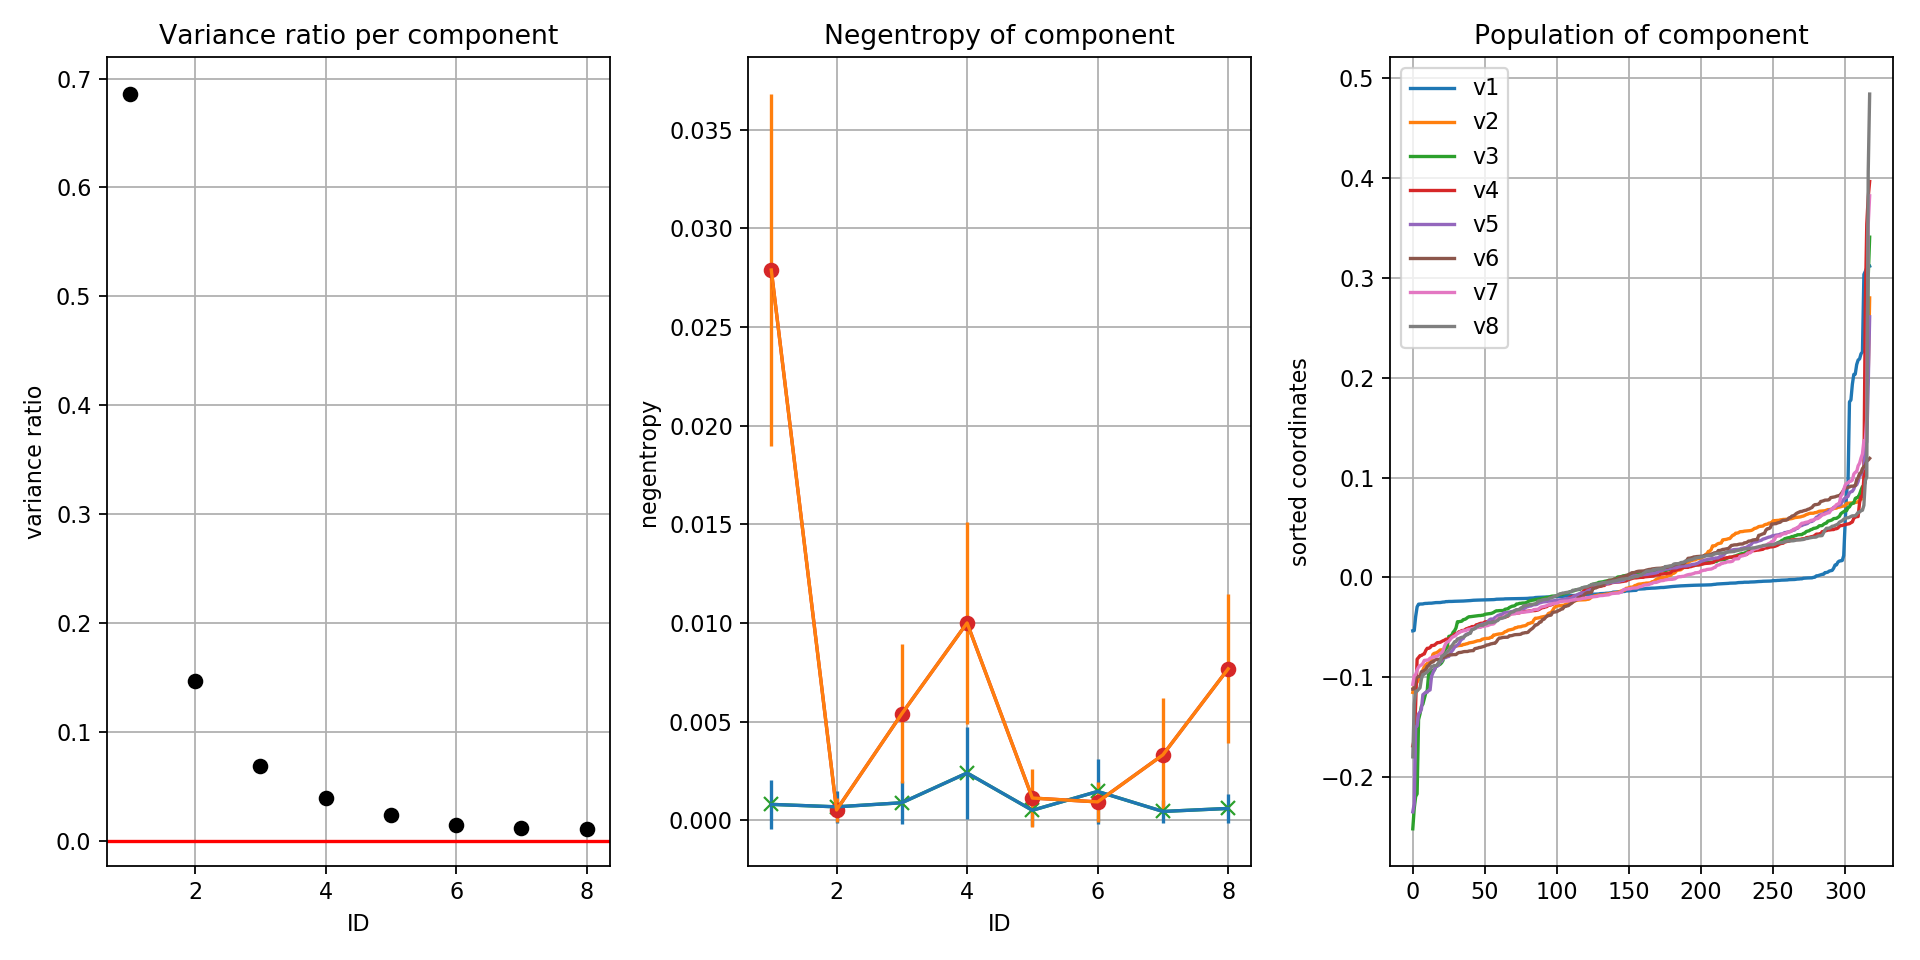 Variance ratio per component
0.7
0.6
0.5
0.4
0.3
0.2
0.1
0.0
variance ratio
2 4 6 8
ID
Negentropy of component
0.035
0.030
0.025
0.020
0.015
0.010
0.005
0.000
negentropy
2 4 6 8
ID
Population of component
0.5
0.4
0.3
0.2
0.1
0.0
−0.1
−0.2
sorted coordinates
v1
v2
v3
v4
v5
v6
v7
v8
0 50 100 150 200 250 300